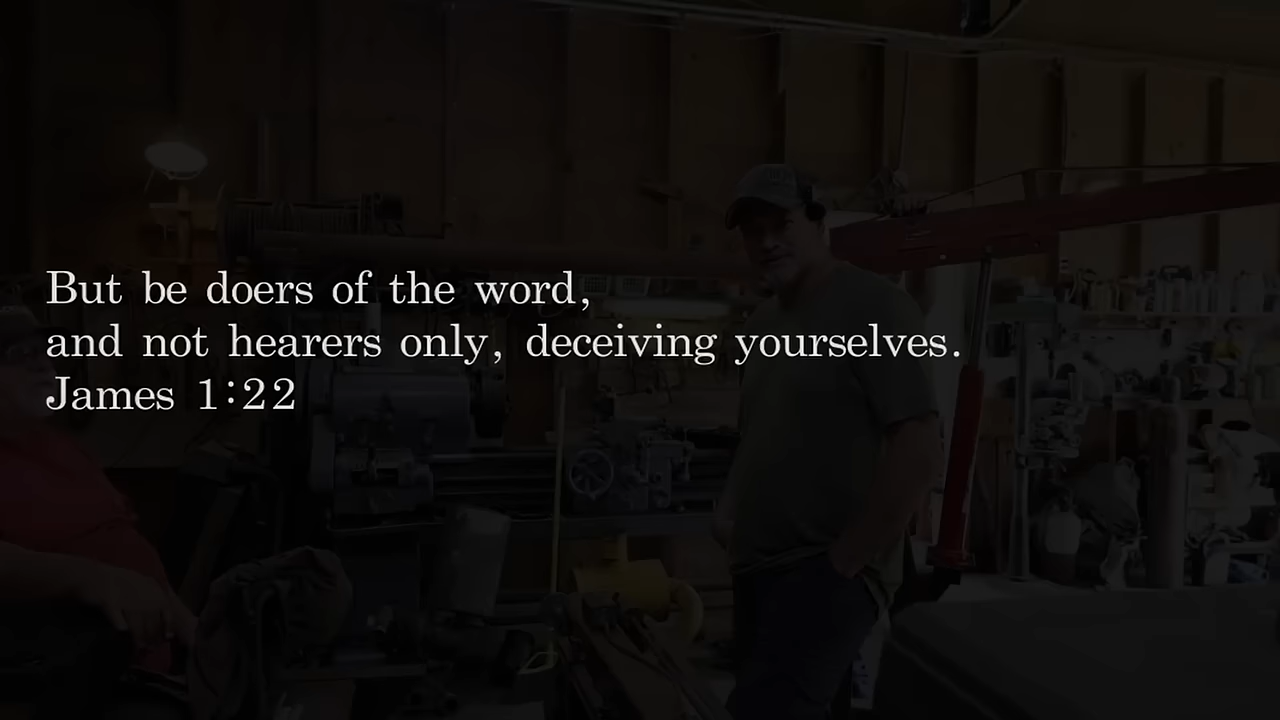 But be doers of the word,
and not hearers only, deceiving yourselves.
James 1:22